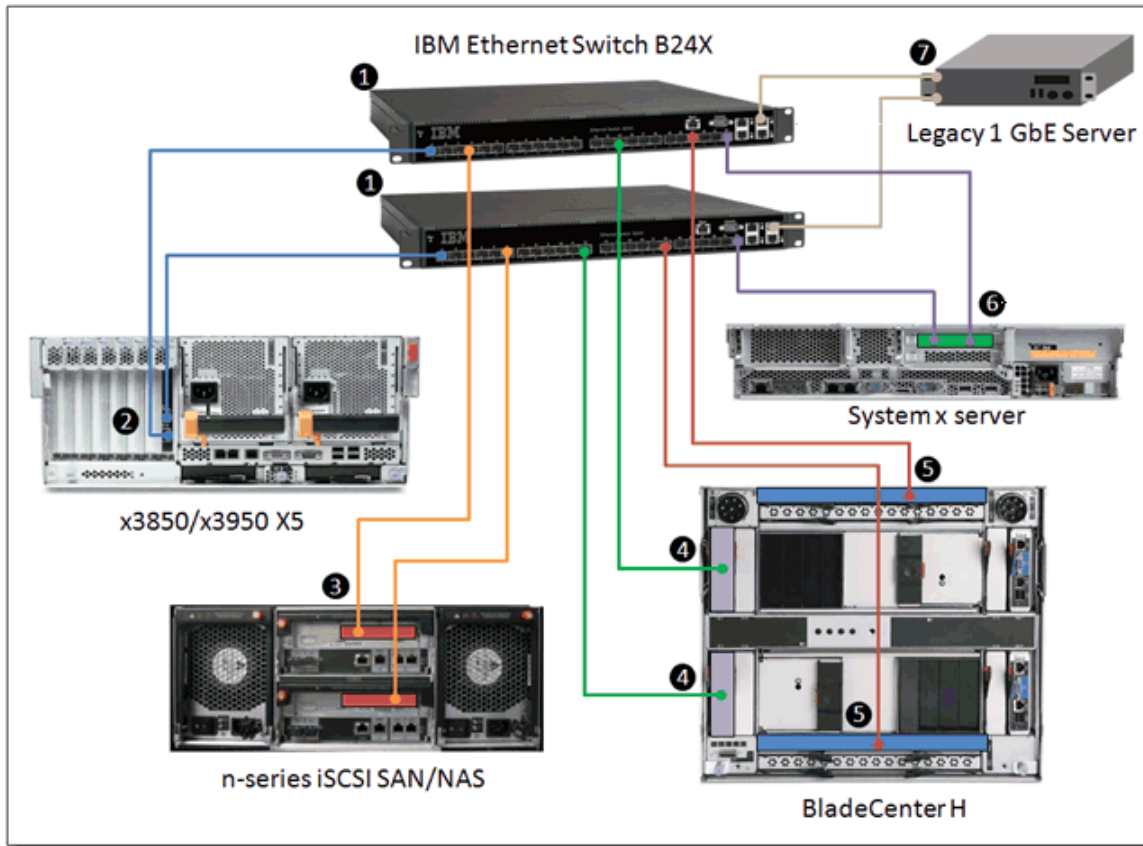 IBM Ethernet Switch B24X
1
7
IBM
Legacy 1 GbE Server
1
IBM
6
System x server
2
x3850/x3950 X5
5
4
3
4
5
n-series iSCSI SAN/NAS
BladeCenter H